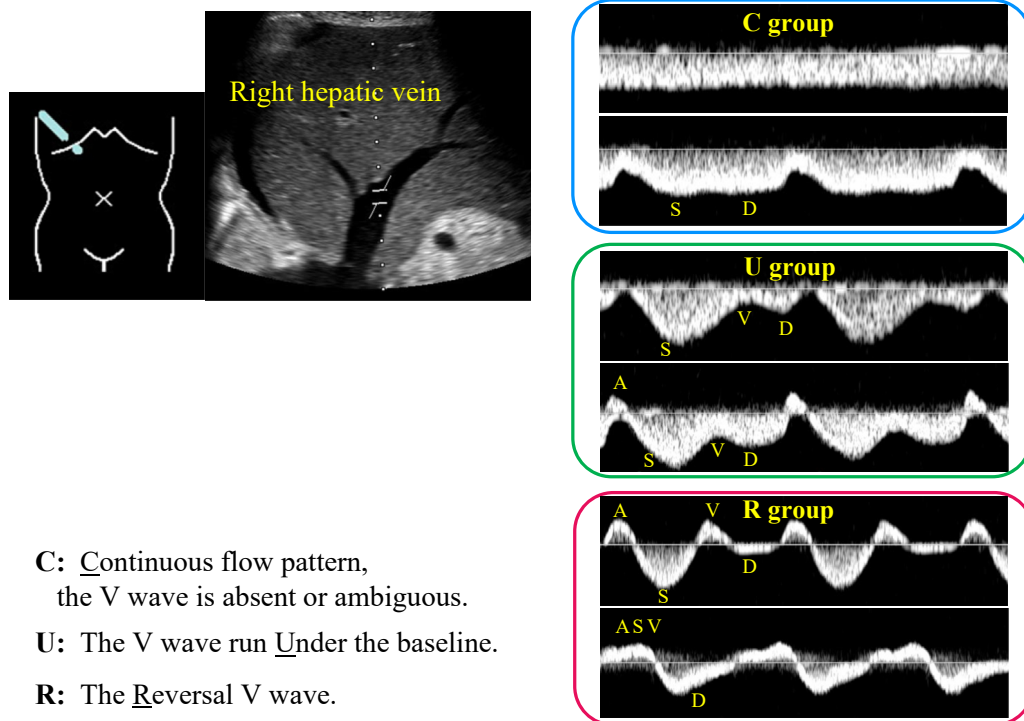 Right hepatic vein
C group
S
D
U group
V
D
S
A
V
S
D
A
V
R group
D
S
A S V
D
C: Continuous flow pattern,
the V wave is absent or ambiguous.
U: The V wave run Under the baseline.
R: The Reversal V wave.